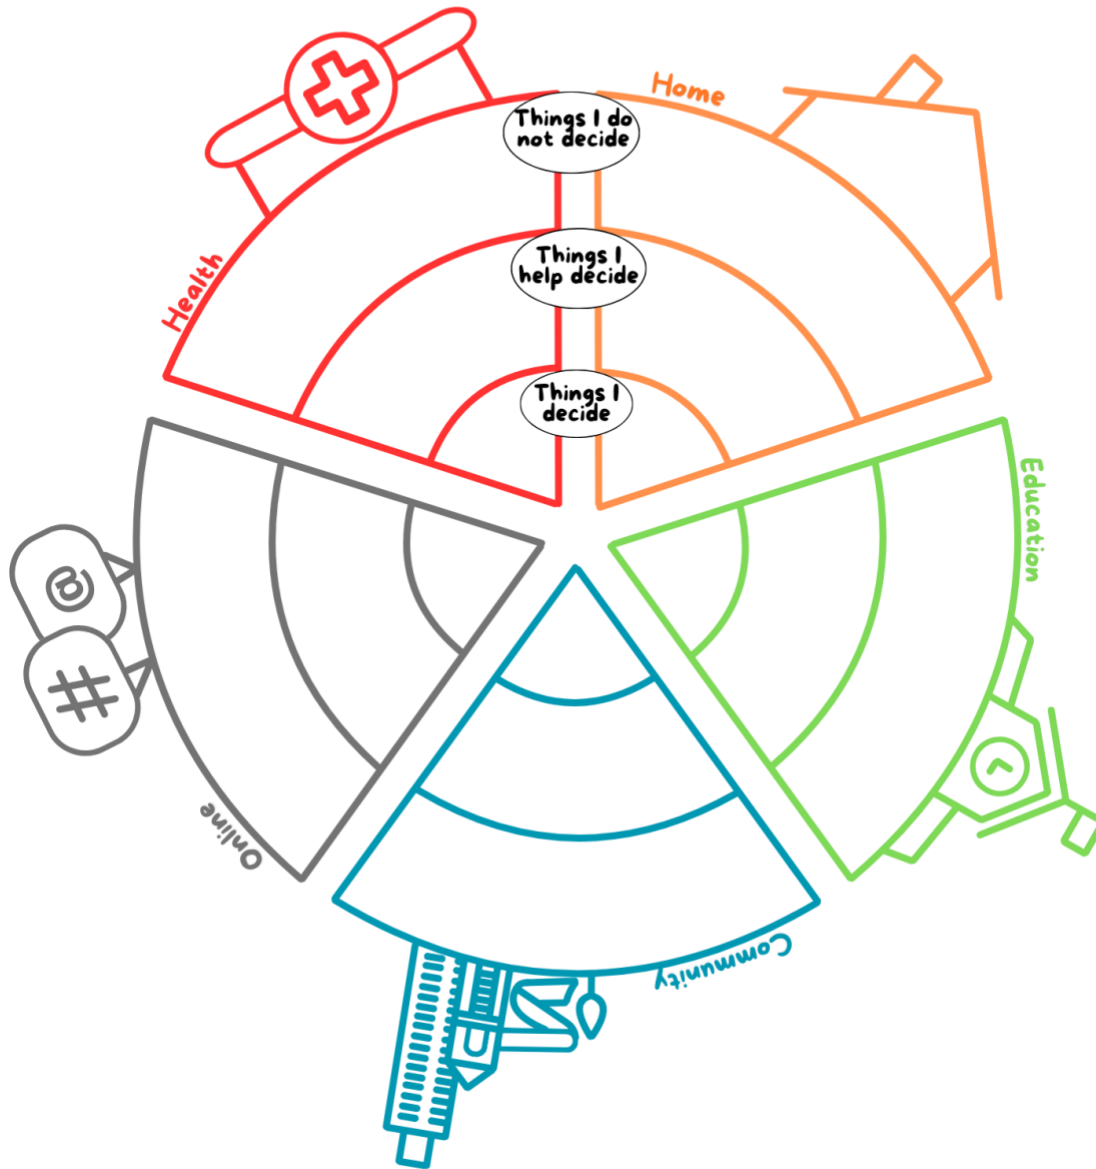 Home
Things I do
not decide
Things I
help decide
Health
Things I
decide
Education
@
#
Online
Community